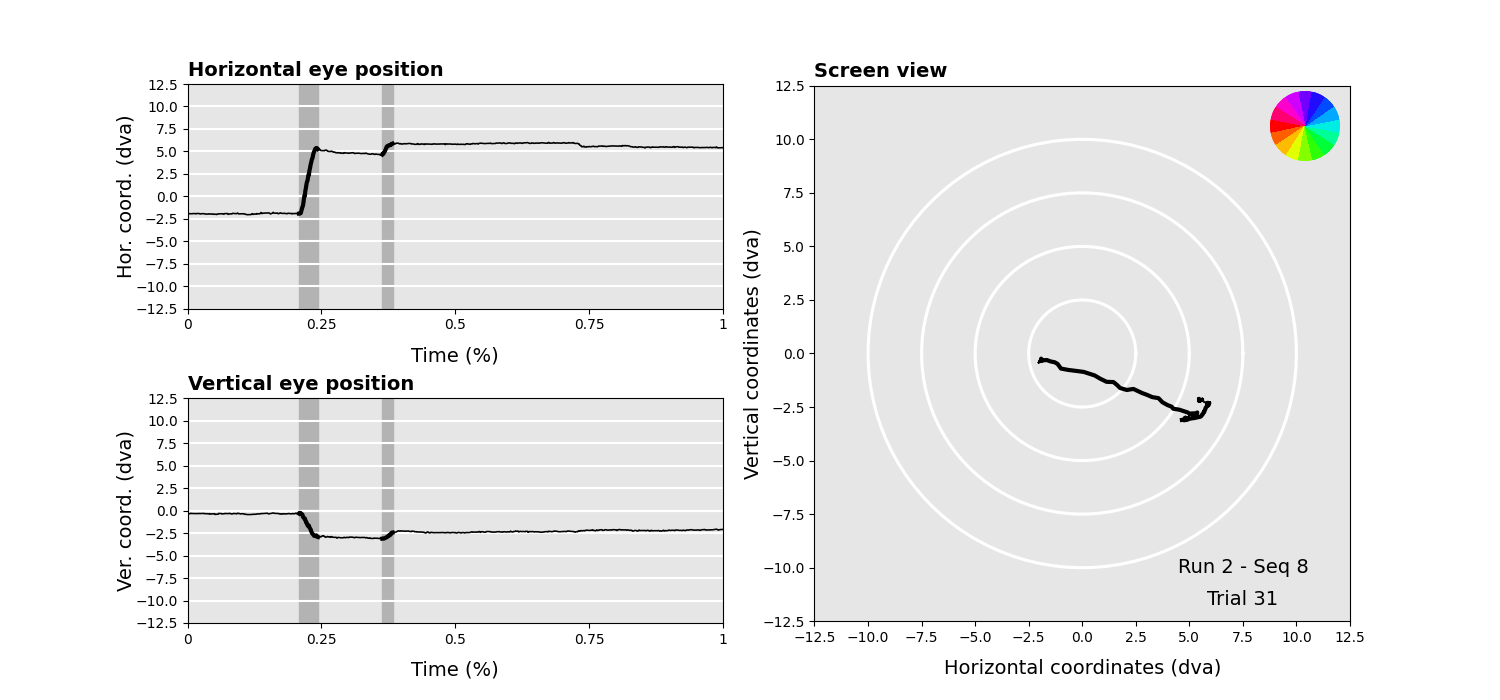 Horizontal eye position
12.5
10.0
7.5
5.0
2.5
0.0
−2.5
−5.0
−7.5
−10.0
−12.5
Hor. coord. (dva)
0 0.25 0.5 0.75 1
Time (%)
Vertical eye position
12.5
10.0
7.5
5.0
2.5
0.0
−2.5
−5.0
−7.5
−10.0
−12.5
Ver. coord. (dva)
0 0.25 0.5 0.75 1
Time (%)
Screen view
12.5
10.0
7.5
5.0
2.5
0.0
−2.5
−5.0
−7.5
−10.0
−12.5
Vertical coordinates (dva)
Run 2 - Seq 8
Trial 31
−12.5 −10.0 −7.5 −5.0 −2.5 0.0 2.5 5.0 7.5 10.0 12.5
Horizontal coordinates (dva)